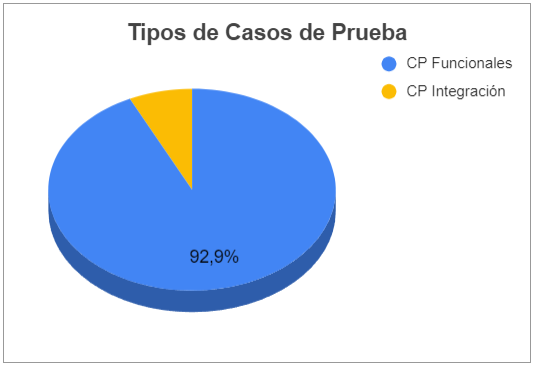 Tipos de Casos de Prueba
CP Funcionales
CP Integración
92,9%